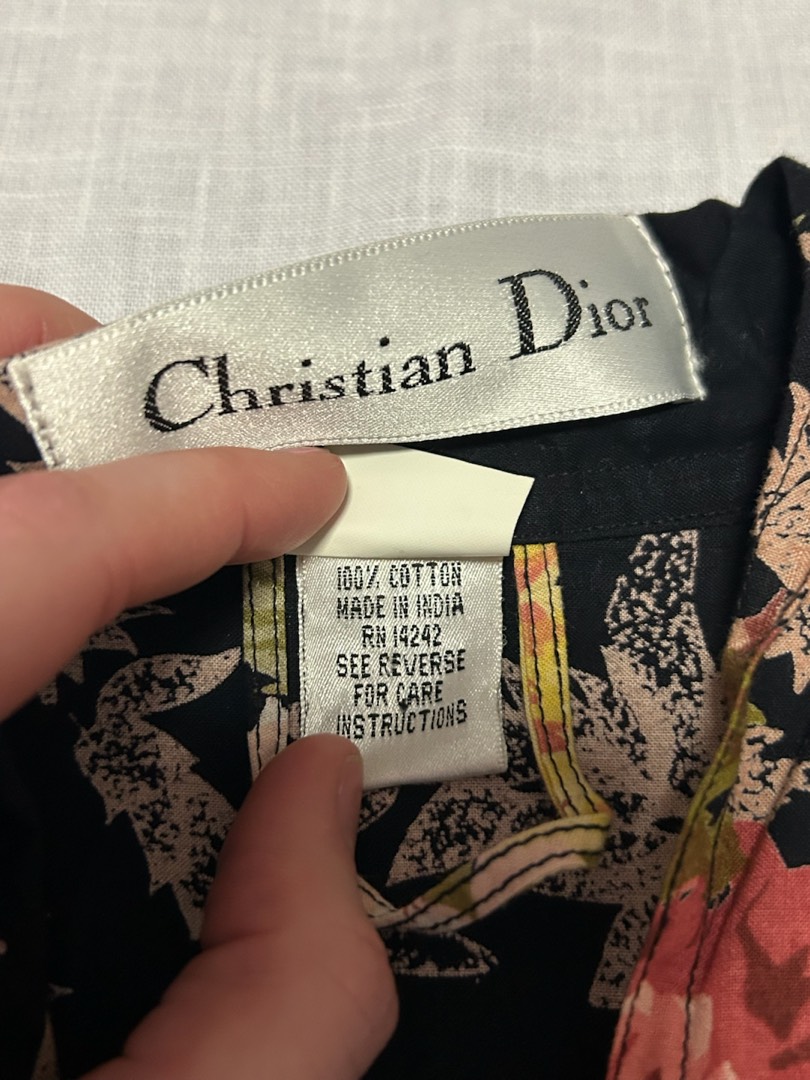 Christian Dior
100% COTTON
MADE IN INDIA
RN 14242
SEE REVERSE
FOR CARE
INSTRUCTIONS